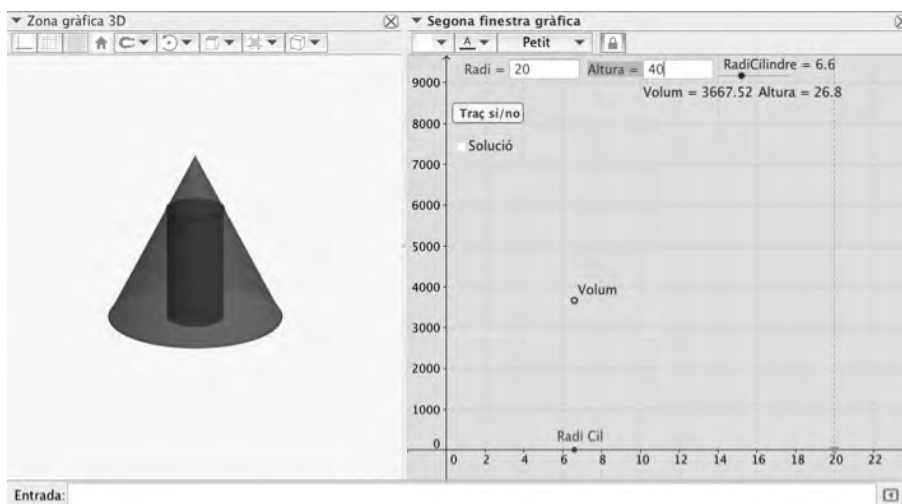 Zona gràfica 3D
Segona finestra gràfica
A Petit
Radi = 20 Altura = 40 RadiCilindre = 6.6
Volum = 3667.52 Altura = 26.8
Traç sí/no
Solució
9000
8000
7000
6000
5000
4000
3000
2000
1000
0
Volum
Radi Cil
0 2 4 6 8 10 12 14 16 18 20 22
Entrada: